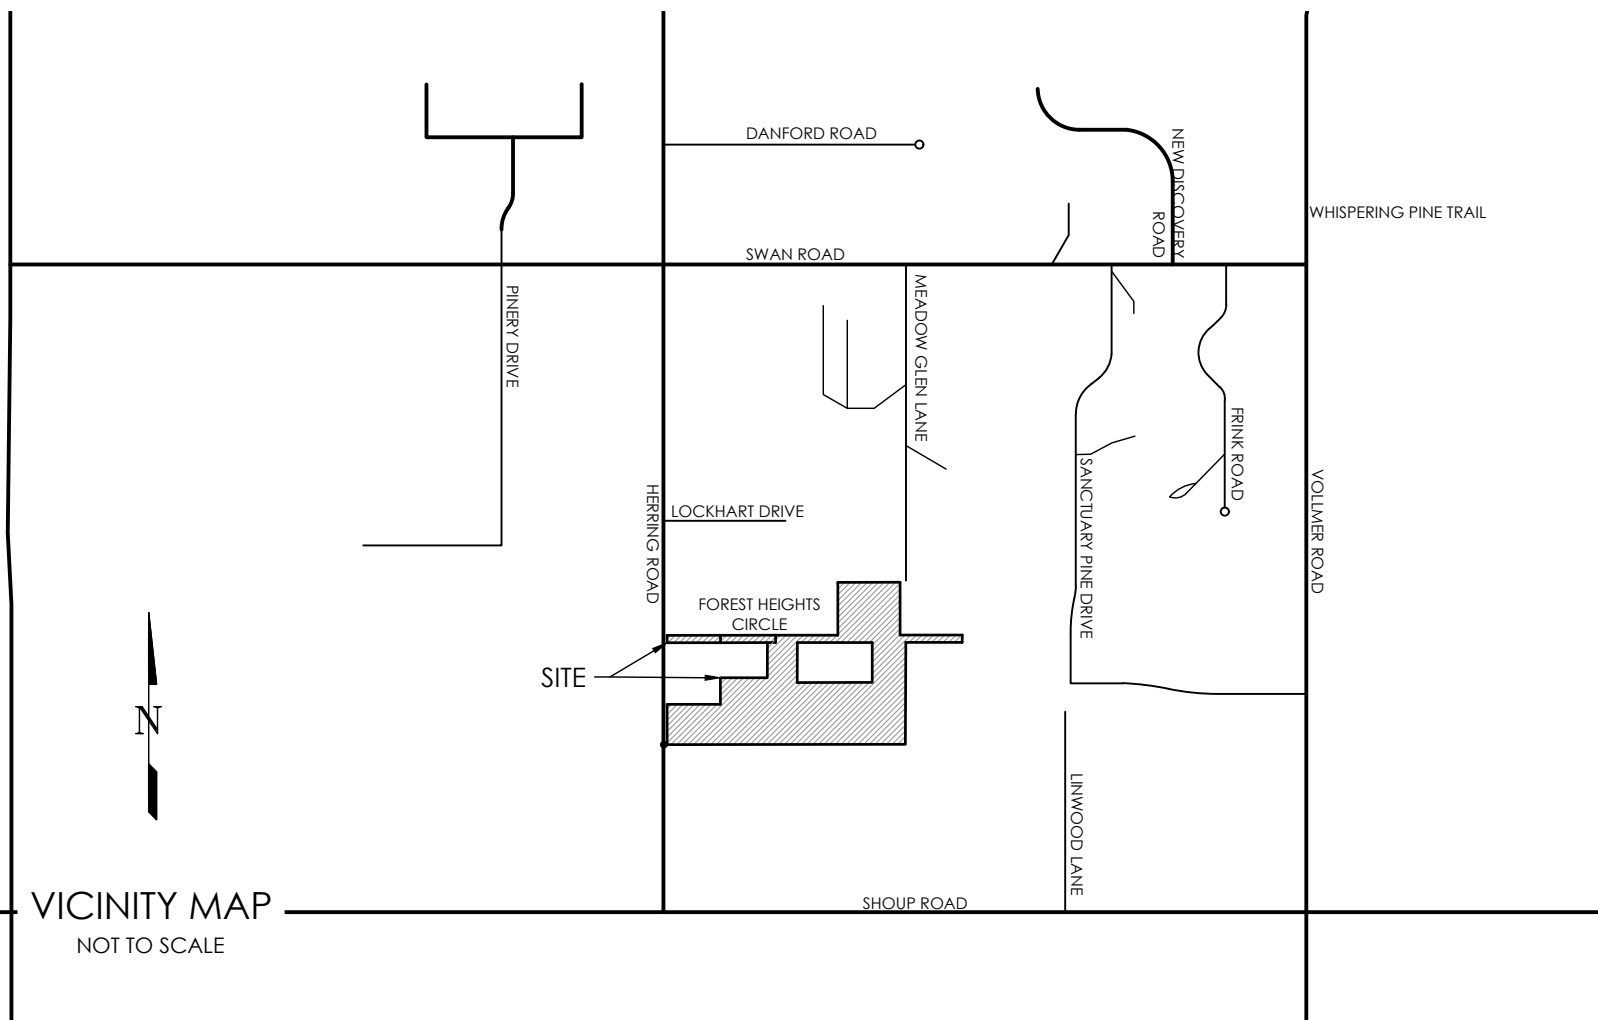 DANFORD ROAD
NEW DISCOVERY
ROAD
WHISPERING PINE TRAIL
SWAN ROAD
PINERY DRIVE
MEADOW GLEN LANE
FRINK ROAD
SANCTUARY PINE DRIVE
VOLLMER ROAD
HERRING ROAD
LOCKHART DRIVE
FOREST HEIGHTS
CIRCLE
SITE
N
LINWOOD LANE
VICINITY MAP
SHOUP ROAD
NOT TO SCALE